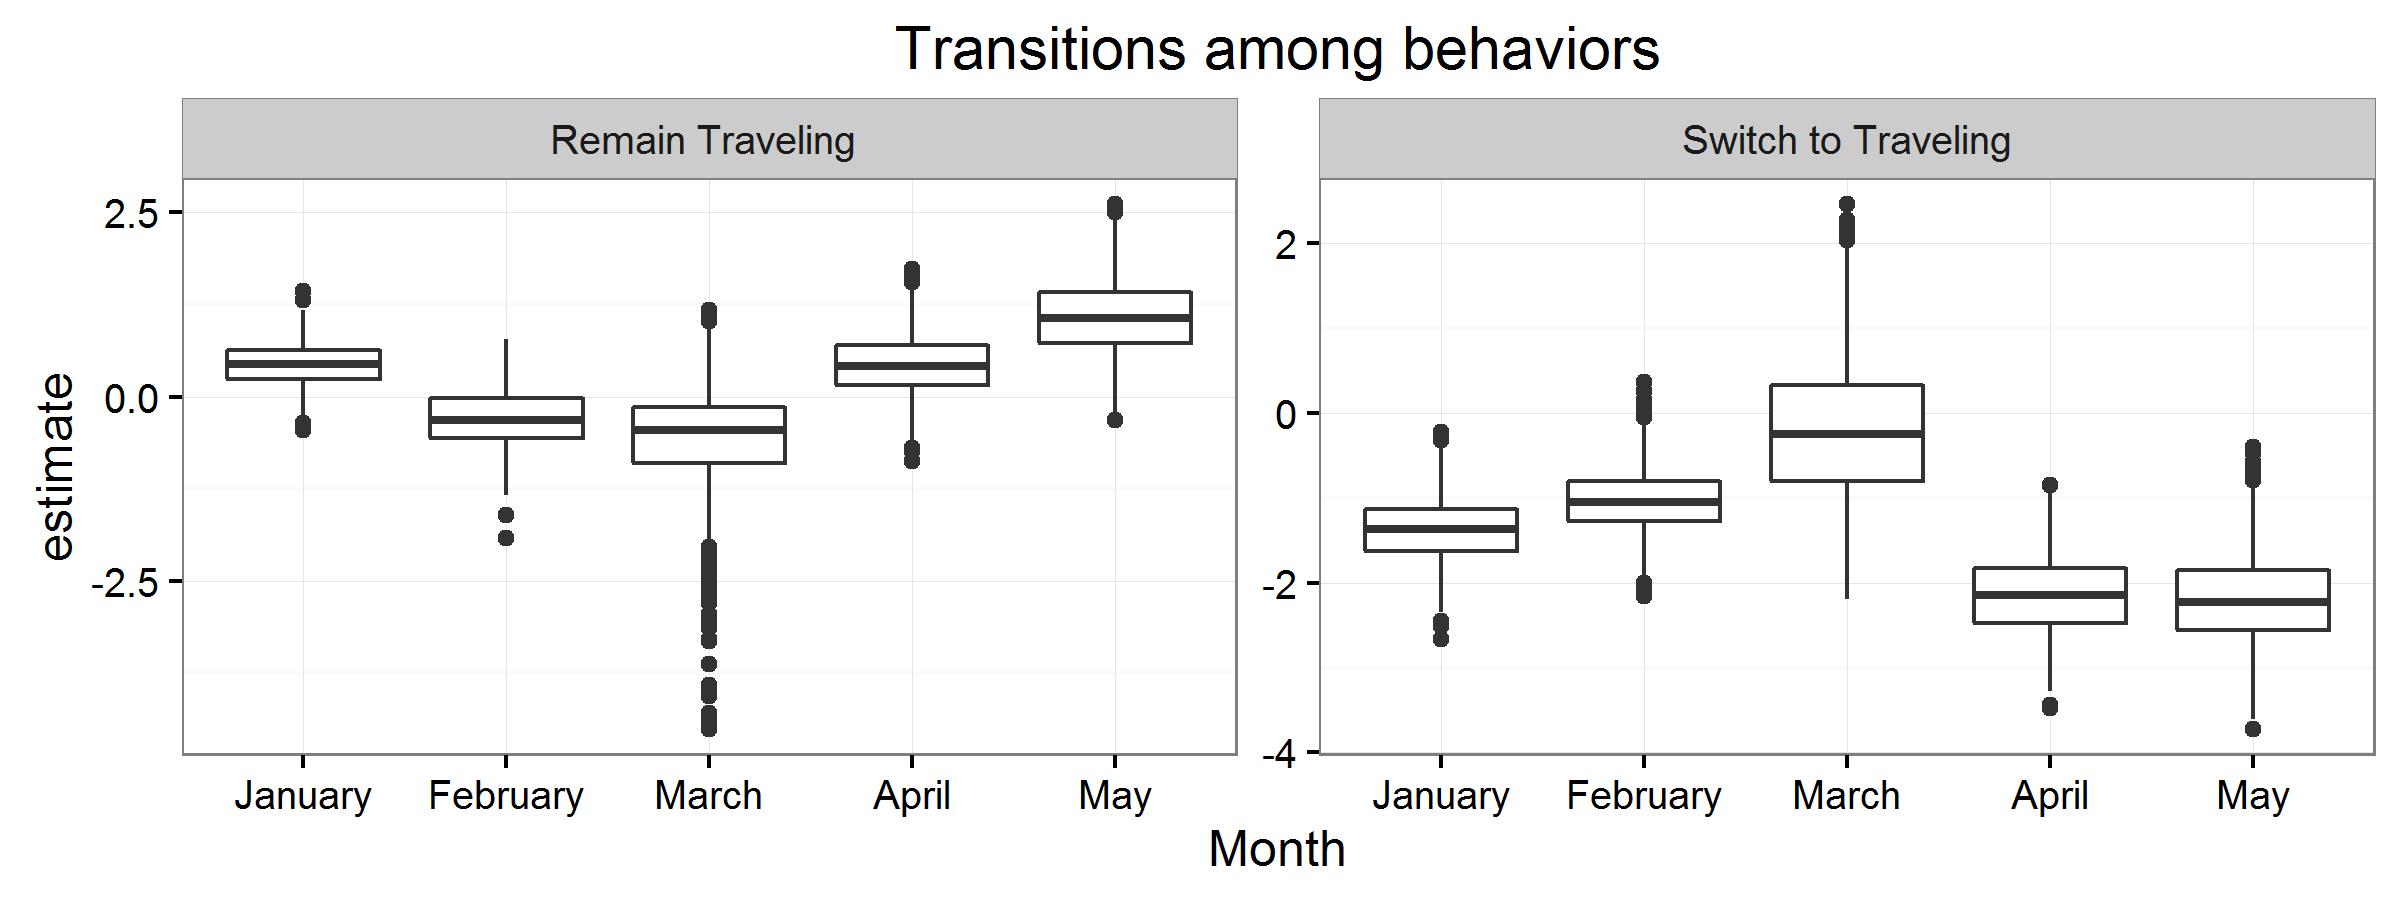 Transitions among behaviors
Remain Traveling
Switch to Traveling
estimate
2.5
0.0
-2.5
2
0
-2
-4
January February March April May
January February March April May
Month